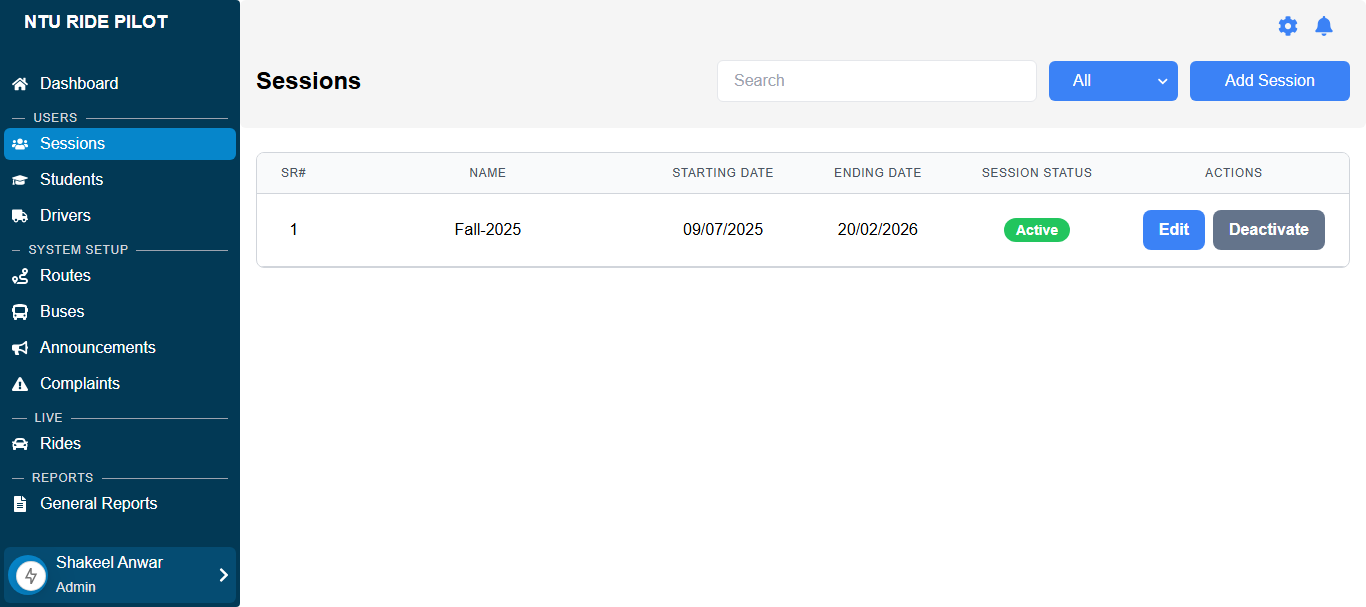 NTU RIDE PILOT
Dashboard
USERS
Sessions
Students
Drivers
SYSTEM SETUP
Routes
Buses
Announcements
Complaints
LIVE
Rides
REPORTS
General Reports
Shakeel Anwar
Admin
Sessions
Search
All
Add Session
SR# NAME STARTING DATE ENDING DATE SESSION STATUS ACTIONS
1 Fall-2025 09/07/2025 20/02/2026 Active Edit Deactivate